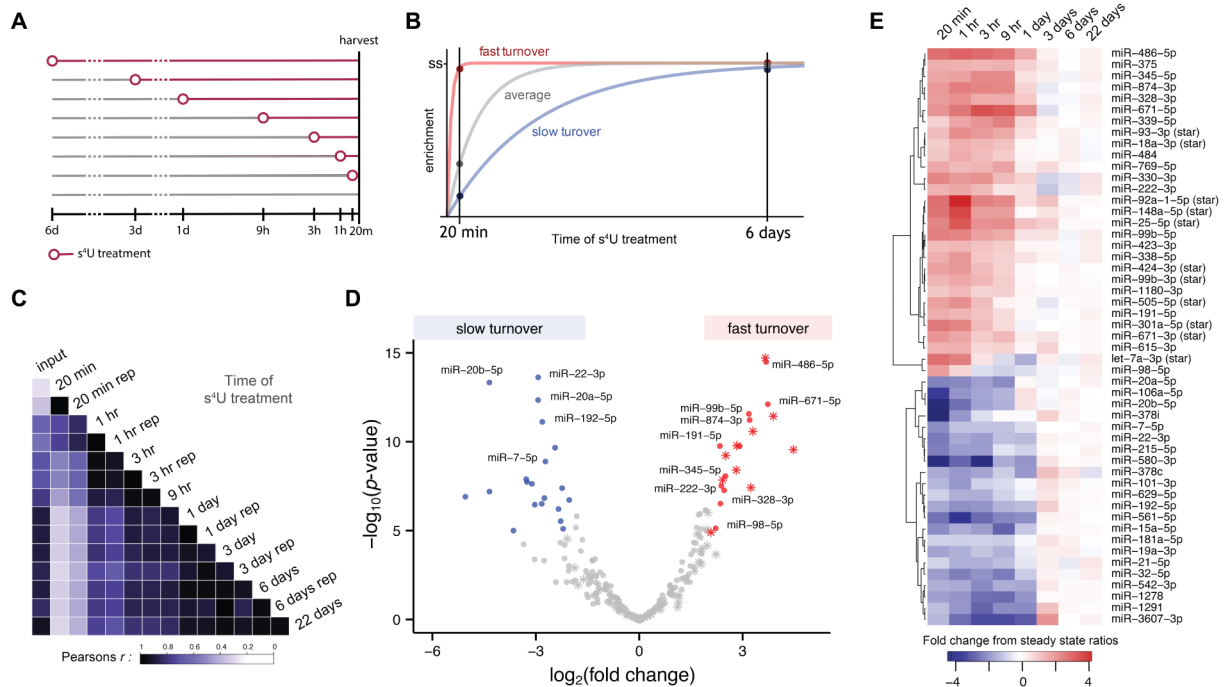 A
harvest
6d
3d
1d
9h
3h
1h
20m
s⁴U treatment
B
fast turnover
ss
average
slow turover
enrichment
20 min
Time of s⁴U treatment
6 days
C
Time of
s⁴U treatment
input
20 min
20 min rep
1 hr
1 hr rep
3 hr
3 hr rep
9 hr
1 day
1 day rep
3 day
3 day rep
6 days
6 days rep
22 days
Pearsons r :
1
0.8
0.6
0.4
0.2
0
D
slow turnover
fast turnover
15
10
5
0
−log10(p-value)
miR−20b−5p
miR−22−3p
miR−20a−5p
miR−192−5p
miR−7−5p
miR−486−5p
miR−671−5p
miR−99b−5p
miR−874−3p
miR−191−5p
miR−345−5p
miR−222−3p
miR−328−3p
miR−98−5p
−6
−3
0
3
log2(fold change)
E
20 min
1 hr
3 hr
9 hr
1 day
3 days
6 days
22 days
miR−486−5p
miR−375
miR−345−5p
miR−874−3p
miR−328−3p
miR−671−5p
miR−339−5p
miR−93−3p (star)
miR−18a−3p (star)
miR−484
miR−769−5p
miR−330−3p
miR−222−3p
miR−92a−1−5p (star)
miR−148a−5p (star)
miR−25−5p (star)
miR−99b−5p
miR−423−3p
miR−338−5p
miR−424−3p (star)
miR−99b−3p (star)
miR−1180−3p
miR−505−5p (star)
miR−191−5p
miR−301a−5p (star)
miR−671−3p (star)
miR−615−3p
let−7a−3p (star)
miR−98−5p
miR−20a−5p
miR−106a−5p
miR−20b−5p
miR−378i
miR−7−5p
miR−22−3p
miR−215−5p
miR−580−3p
miR−378c
miR−101−3p
miR−629−5p
miR−192−5p
miR−561−5p
miR−15a−5p
miR−181a−5p
miR−19a−3p
miR−21−5p
miR−32−5p
miR−542−3p
miR−1278
miR−1291
miR−3607−3p
Fold change from steady state ratios
−4
0
4